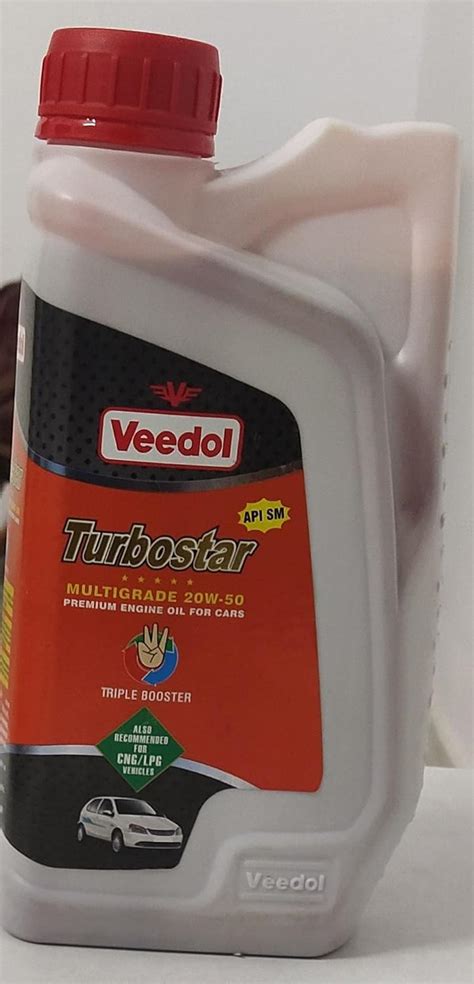 Veedol
API SM
Turbostar
MULTIGRADE 20W-50
PREMIUM ENGINE OIL FOR CARS
TRIPLE BOOSTER
ALSO
RECOMMENDED
FOR
CNG/LPG
VEHICLES
Veedol